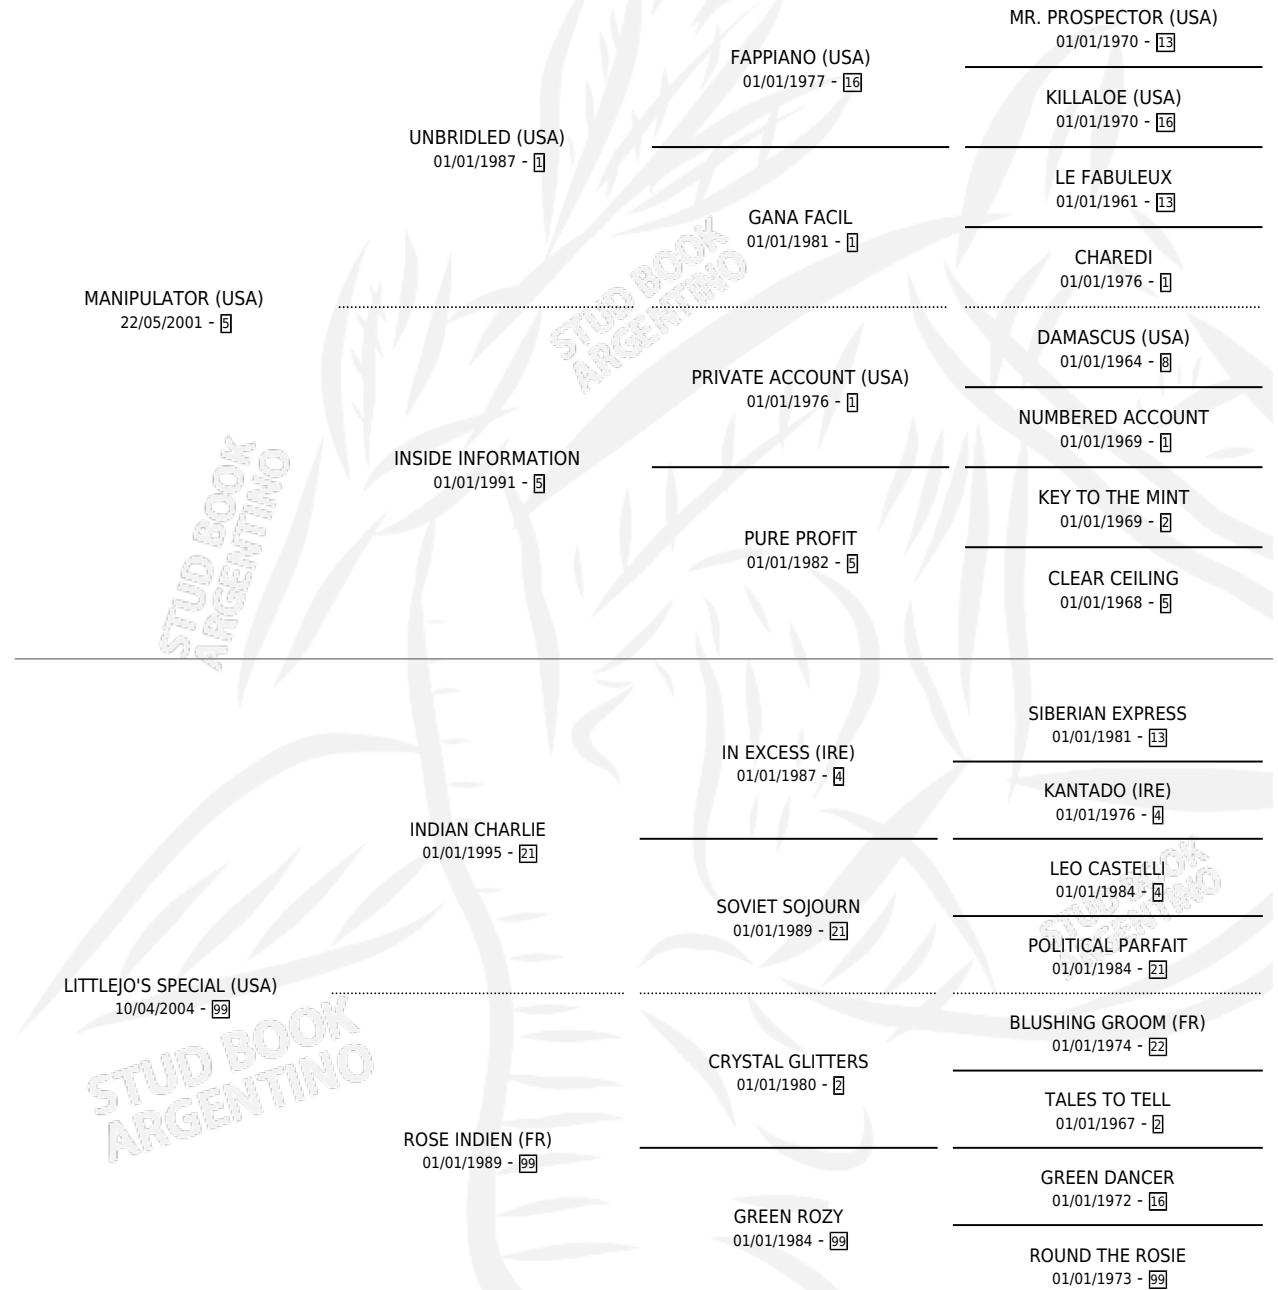 MR. PROSPECTOR (USA)
01/01/1970 - 13
FAPPIANO (USA)
01/01/1977 - 16
KILLALOE (USA)
01/01/1970 - 16
UNBRIDLED (USA)
01/01/1987 - 1
LE FABULEUX
01/01/1961 - 13
GANA FACIL
01/01/1981 - 1
CHAREDI
01/01/1976 - 1
STUD BOOK
ARGENTINO
MANIPULATOR (USA)
22/05/2001 - 5
DAMASCUS (USA)
01/01/1964 - 8
PRIVATE ACCOUNT (USA)
01/01/1976 - 1
NUMBERED ACCOUNT
01/01/1969 - 1
INSIDE INFORMATION
01/01/1991 - 5
KEY TO THE MINT
01/01/1969 - 2
PURE PROFIT
01/01/1982 - 5
CLEAR CEILING
01/01/1968 - 5
STUD BOOK
ARGENTINO
SIBERIAN EXPRESS
01/01/1981 - 13
IN EXCESS (IRE)
01/01/1987 - 4
KANTADO (IRE)
01/01/1976 - 4
INDIAN CHARLIE
01/01/1995 - 21
LEO CASTELLI
01/01/1984 - 4
SOVIET SOJOURN
01/01/1989 - 21
POLITICAL PARFAIT
01/01/1984 - 21
STUD BOOK
ARGENTINO
LITTLEJO'S SPECIAL (USA)
10/04/2004 - 99
BLUSHING GROOM (FR)
01/01/1974 - 22
CRYSTAL GLITTERS
01/01/1980 - 2
TALES TO TELL
01/01/1967 - 2
STUD BOOK
ARGENTINO
ROSE INDIEN (FR)
01/01/1989 - 99
GREEN DANCER
01/01/1972 - 16
GREEN ROZY
01/01/1984 - 99
ROUND THE ROSIE
01/01/1973 - 99